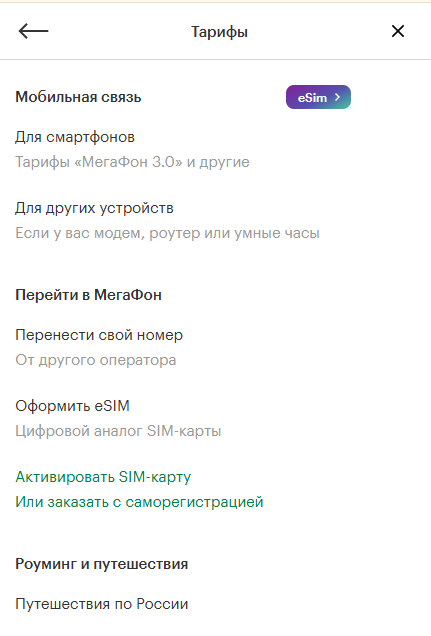 Тарифы
Мобильная связь
eSim
Для смартфонов
Тарифы «МегаФон 3.0» и другие
Для других устройств
Если у вас модем, роутер или умные часы
Перейти в МегаФон
Перенести свой номер
От другого оператора
Оформить eSIM
Цифровой аналог SIM-карты
Активировать SIM-карту
Или заказать с саморегистрацией
Роуминг и путешествия
Путешествия по России